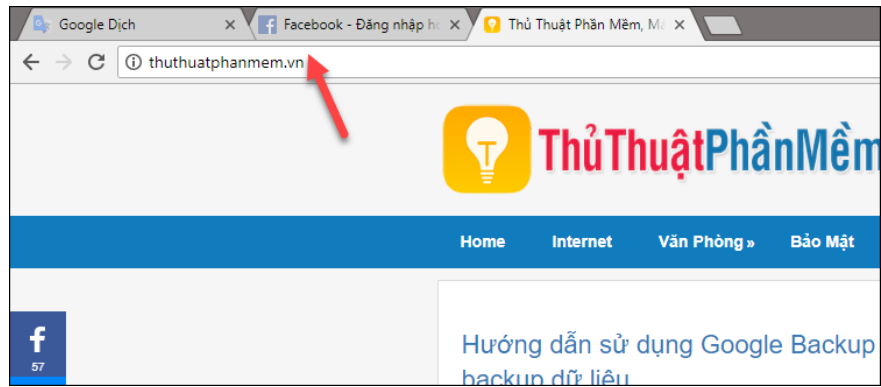 Google Dịch
Facebook - Đăng nhập
Thủ Thuật Phần Mềm,
thuthuatphanmem.vn
T
ThủThuậtPhầnMềm
Home Internet Văn Phòng » Bảo Mật
Hướng dẫn sử dụng Google Backup
backup dữ liệu
f
57